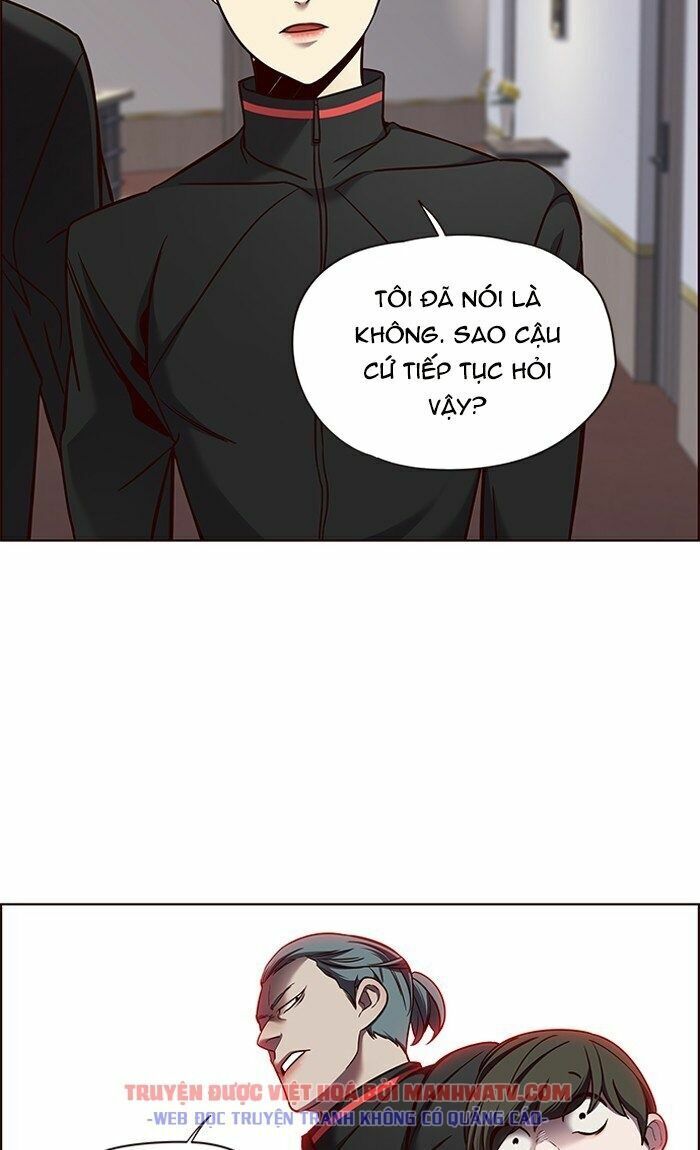 TÔI ĐÃ NÓI LÀ
KHÔNG. SAO CẬU
CỨ TIẾP TỤC HỎI
VẬY?
TRUYỆN ĐƯỢC VIỆT HOÁ BỞI MANHWATV.COM
-WEB ĐỌC TRUYỆN TRANH KHÔNG CÓ QUẢNG CÁO-